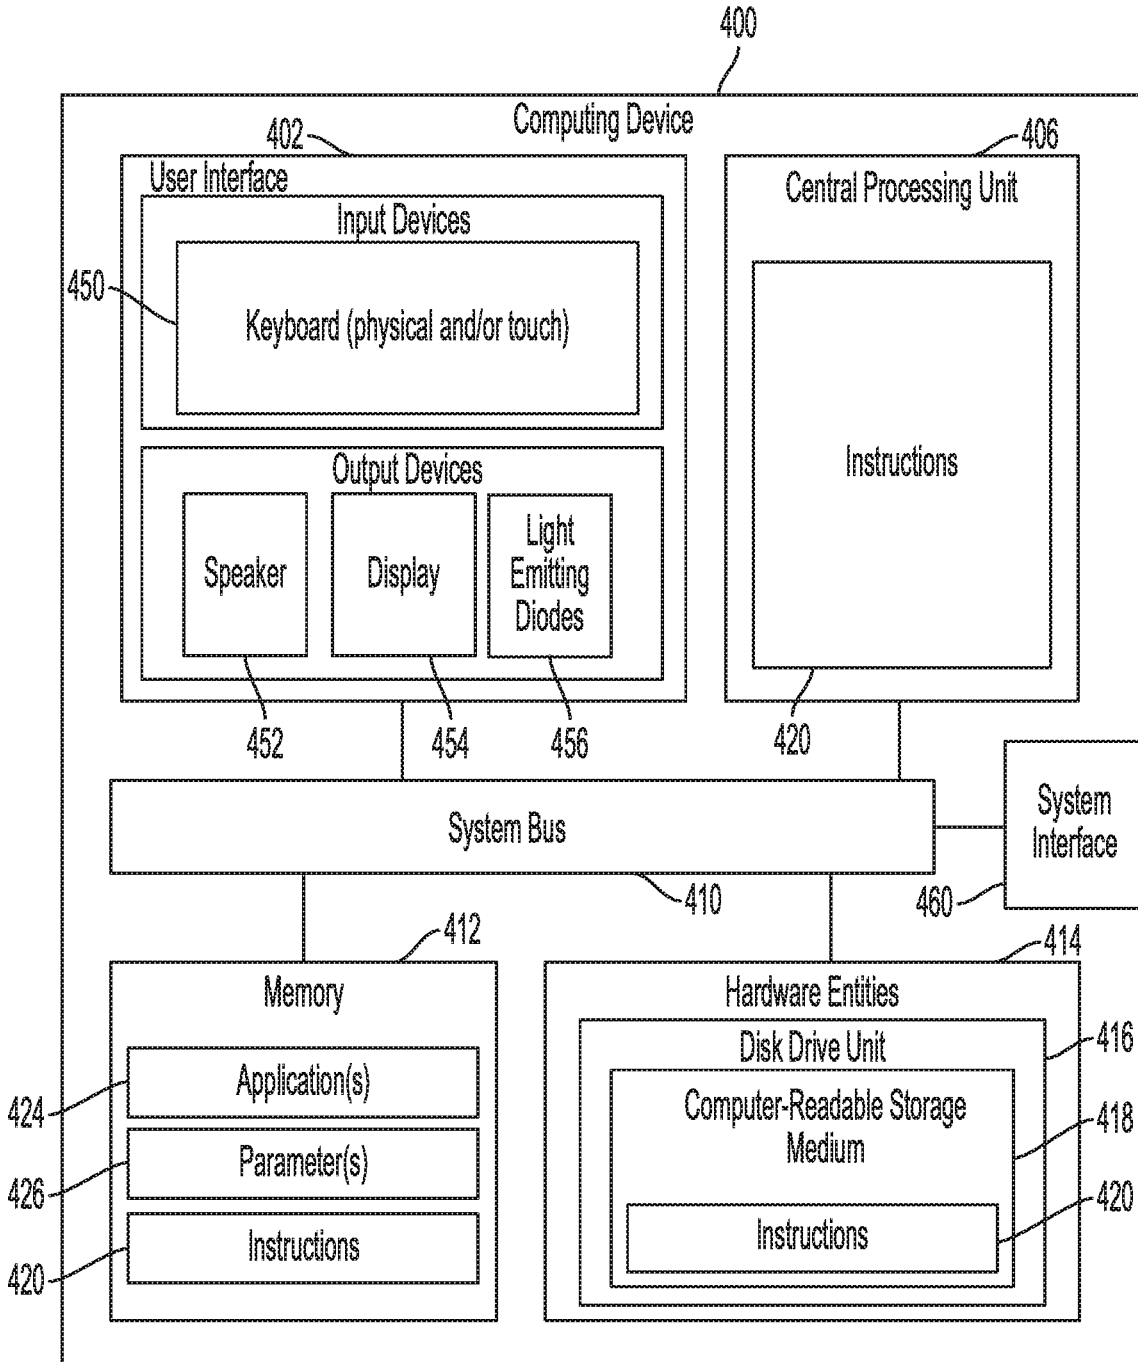 400
Computing Device
402
406
User Interface
Central Processing Unit
Input Devices
450
Keyboard (physical and/or touch)
Instructions
Output Devices
Speaker
Display
Light
Emitting
Diodes
452
454
456
420
System Bus
System
Interface
410
460
412
414
Memory
Hardware Entities
Disk Drive Unit
416
Application(s)
424
Computer-Readable Storage
Medium
418
Parameter(s)
426
Instructions
420
Instructions
420